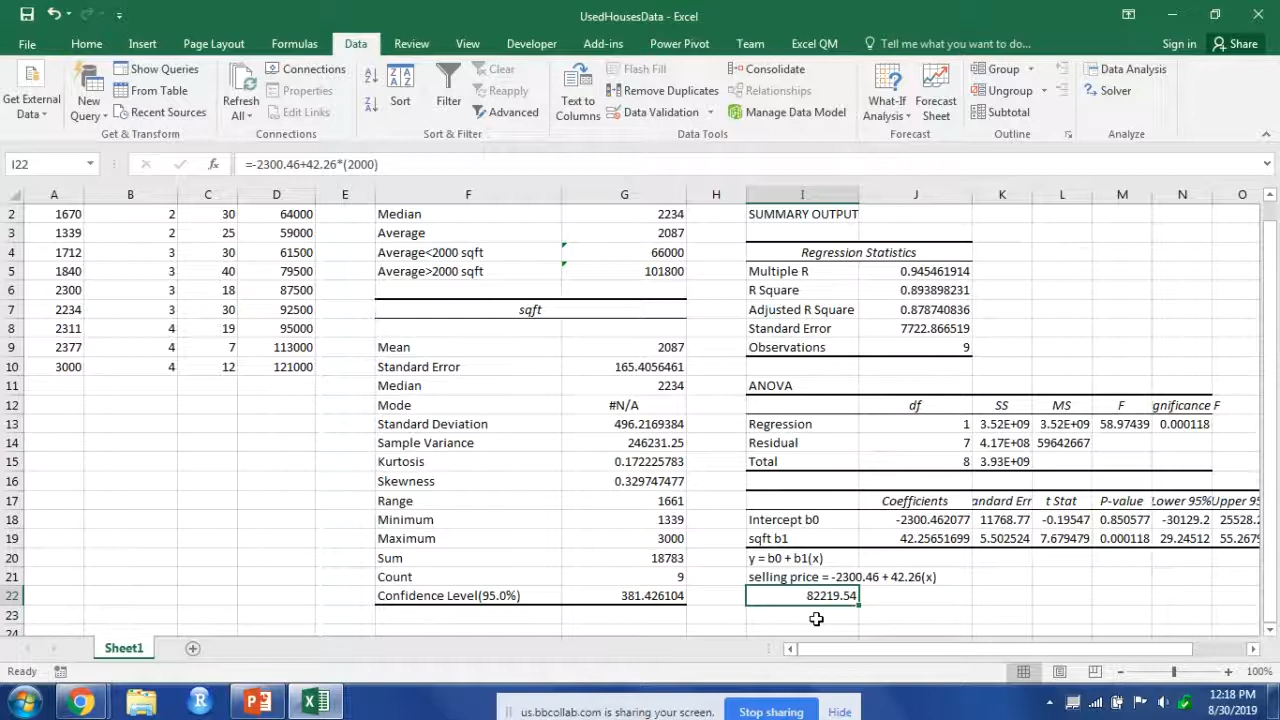 UsedHousesData - Excel
File Home Insert Page Layout Formulas Data Review View Developer Add-ins Power Pivot Team Excel QM Tell me what you want to do... Sign in Share
Get External Data
New Query
Show Queries
From Table
Recent Sources
Get & Transform
Refresh All
Connections
Properties
Edit Links
Connections
Sort
Filter
Clear
Reapply
Advanced
Sort & Filter
Text to Columns
Flash Fill
Remove Duplicates
Data Validation
Consolidate
Relationships
Manage Data Model
Data Tools
What-If Analysis
Forecast Sheet
Forecast
Group
Ungroup
Subtotal
Outline
Data Analysis
Solver
Analyze
I22 fx =-2300.46+42.26*(2000)
A B C D E F G H I J K L M N O
2 1670 2 30 64000 Median 2234 SUMMARY OUTPUT
3 1339 2 25 59000 Average 2087
4 1712 3 30 61500 Average<2000 sqft 66000 Regression Statistics
5 1840 3 40 79500 Average>2000 sqft 101800 Multiple R 0.945461914
6 2300 3 18 87500 R Square 0.893898231
7 2234 3 30 92500 sqft Adjusted R Square 0.878740836
8 2311 4 19 95000 Standard Error 7722.866519
9 2377 4 7 113000 Mean 2087 Observations 9
10 3000 4 12 121000 Standard Error 165.4056461
11 Median 2234 ANOVA
12 Mode #N/A df SS MS F gnificance F
13 Standard Deviation 496.2169384 Regression 1 3.52E+09 3.52E+09 58.97439 0.000118
14 Sample Variance 246231.25 Residual 7 4.17E+08 59642667
15 Kurtosis 0.172225783 Total 8 3.93E+09
16 Skewness 0.329747477
17 Range 1661 Coefficients andard Err t Stat P-value Lower 95% Upper 95
18 Minimum 1339 Intercept b0 -2300.462077 11768.77 -0.19547 0.850577 -30129.2 25528.2
19 Maximum 3000 sqft b1 42.25651699 5.502524 7.679479 0.000118 29.24512 55.2679
20 Sum 18783 y = b0 + b1(x)
21 Count 9 selling price = -2300.46 + 42.26(x)
22 Confidence Level(95.0%) 381.426104 82219.54
23
24
Sheet1
Ready 100%
us.bbcollab.com is sharing your screen. Stop sharing Hide
12:18 PM
8/30/2019